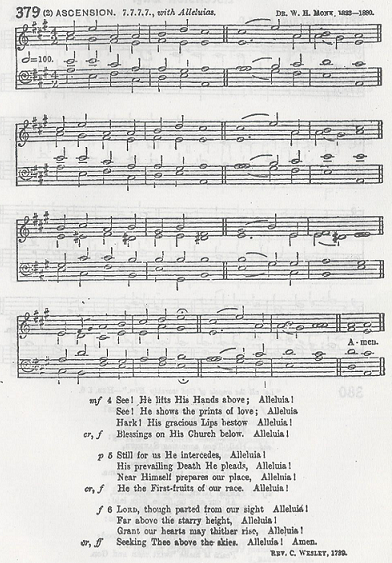 379 (2) ASCENSION. 7.7.7.7., with Alleluias. DR. W. H. MONK, 1823—1889.
=100.
A - men.
mf 4 See! He lifts His Hands above; Alleluia!
See! He shows the prints of love; Alleluia
Hark! His gracious Lips bestow Alleluia!
cr, f Blessings on His Church below. Alleluia!
p 5 Still for us He intercedes, Alleluia!
His prevailing Death He pleads, Alleluia!
Near Himself prepares our place, Alleluia!
cr, f He the First-fruits of our race. Alleluia!
f 6 LORD, though parted from our sight Alleluia!
Far above the starry height, Alleluia!
Grant our hearts may thither rise, Alleluia!
cr, ff Seeking Thee above the skies. Alleluia! Amen.
REV. C. WESLEY, 1739.